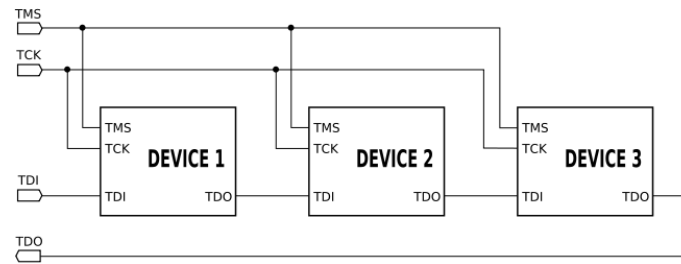 TMS
TCK
TMS
TCK
DEVICE 1
TDI
TDO
TMS
TCK
DEVICE 2
TDI
TDO
TMS
TCK
DEVICE 3
TDI
TDO
TDI
TDO